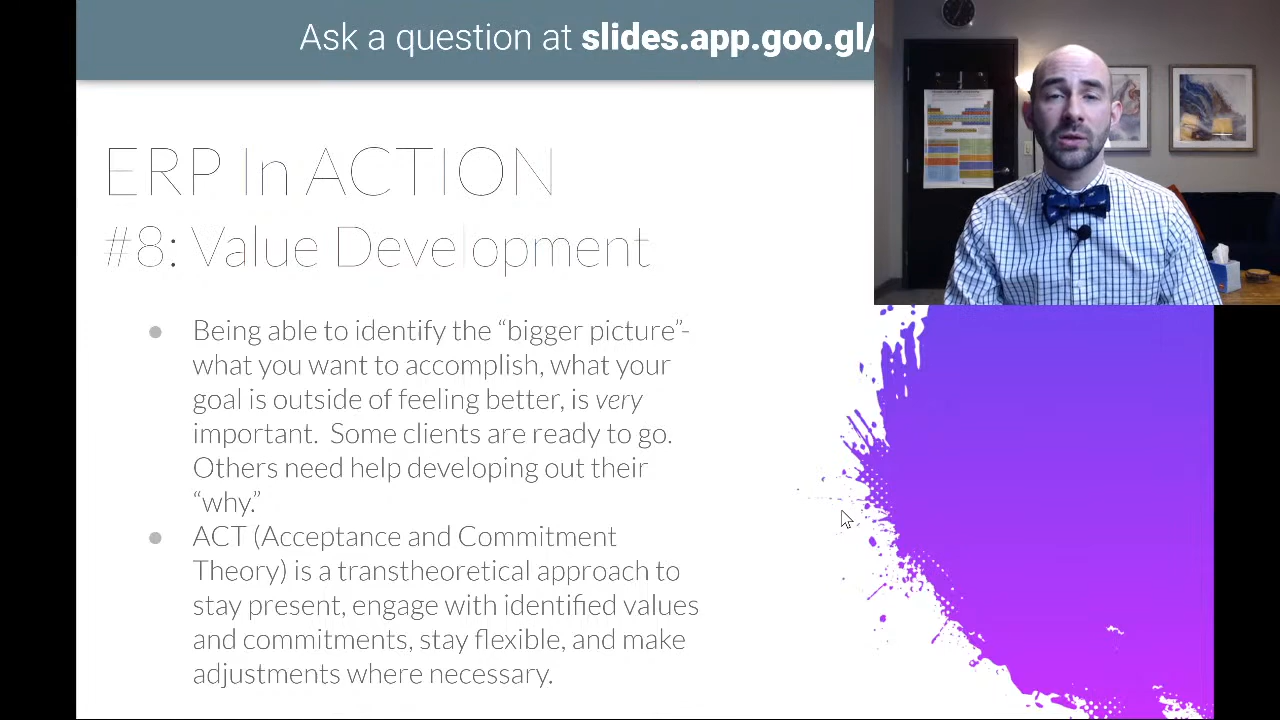 Ask a question at slides.app.goo.gl/
ERP in ACTION
#8: Value Development
● Being able to identify the “bigger picture”-
what you want to accomplish, what your
goal is outside of feeling better, is very
important. Some clients are ready to go.
Others need help developing out their
“why.”
● ACT (Acceptance and Commitment
Theory) is a transtheoretical approach to
stay present, engage with identified values
and commitments, stay flexible, and make
adjustments where necessary.